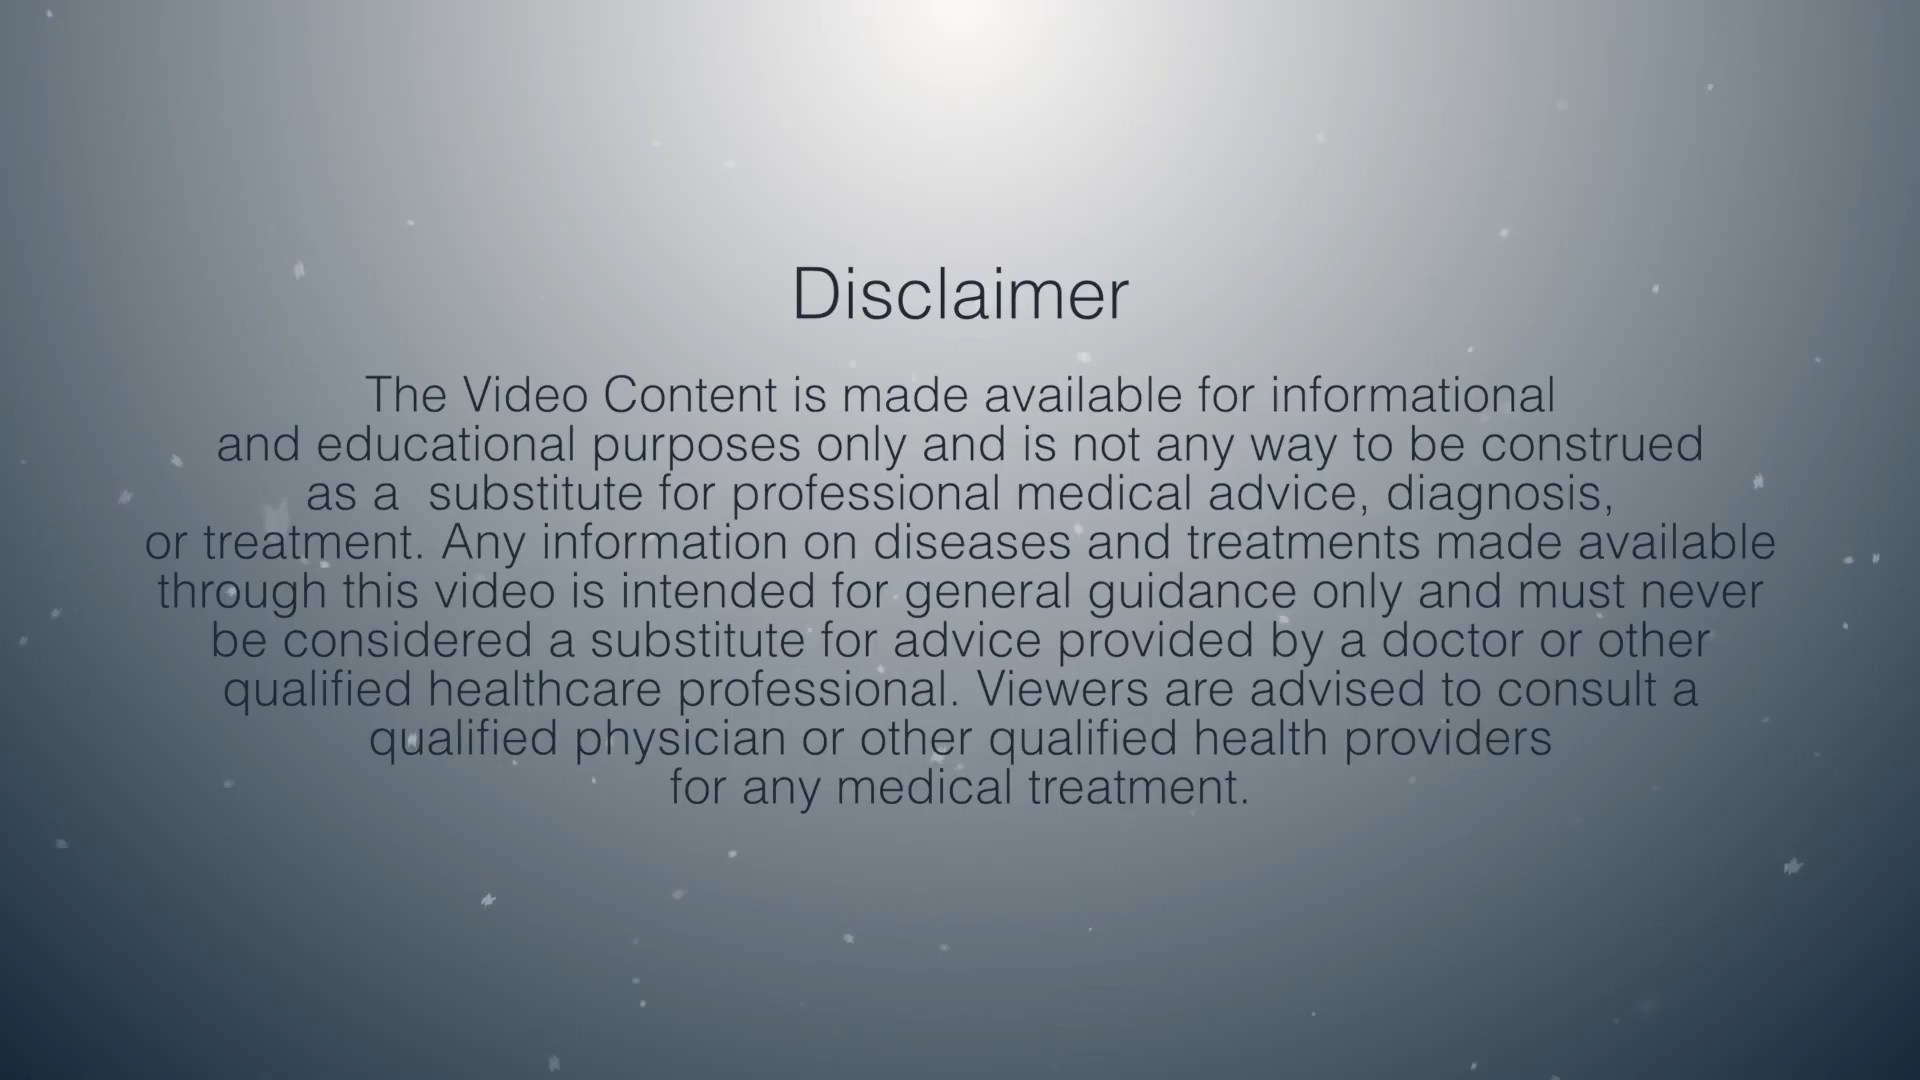 Disclaimer
The Video Content is made available for informational
and educational purposes only and is not any way to be construed
as a  substitute for professional medical advice, diagnosis,
or treatment. Any information on diseases and treatments made available
through this video is intended for general guidance only and must never
be considered a substitute for advice provided by a doctor or other
qualified healthcare professional. Viewers are advised to consult a
qualified physician or other qualified health providers
for any medical treatment.